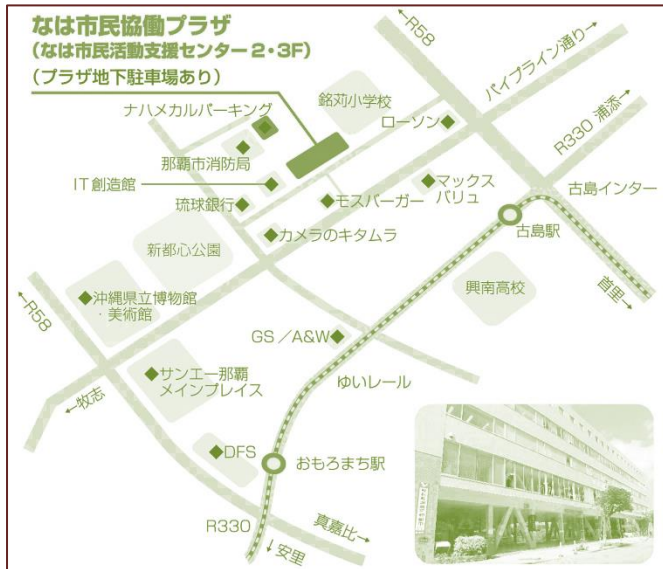 なは市民協働プラザ
(なは市民活動支援センター2・3F)
(プラザ地下駐車場あり)
←R58
パイプライン通り→
ナハメカルパーキング
銘苅小学校
ローソン
R330 浦添→
那覇市消防局
IT創造館
マックス
バリュ
古島インター
琉球銀行
モスバーガー
カメラのキタムラ
古島駅
新都心公園
首里→
興南高校
←R58
沖縄県立博物館
・美術館
GS/A&W
サンエー那覇
メインプレイス
ゆいレール
←牧志
DFS
おもろまち駅
R330
真嘉比→
↓安里